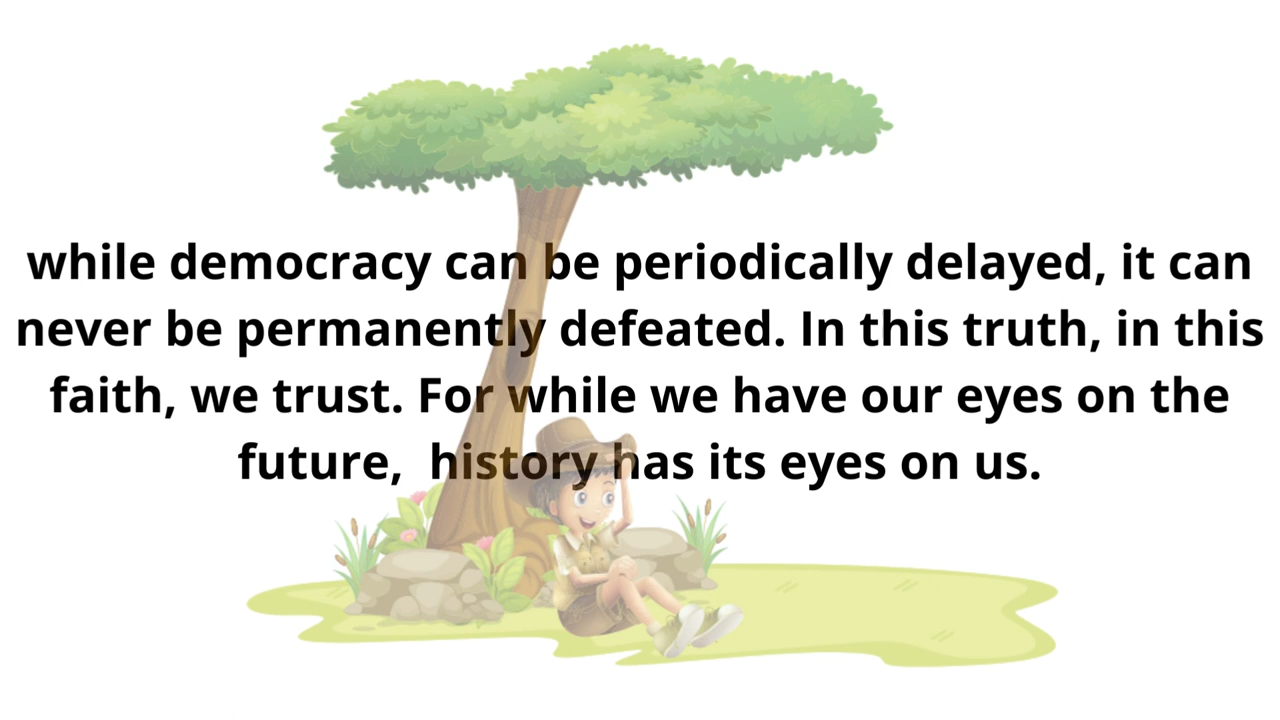 while democracy can be periodically delayed, it can
never be permanently defeated. In this truth, in this
faith, we trust. For while we have our eyes on the
future,  history has its eyes on us.